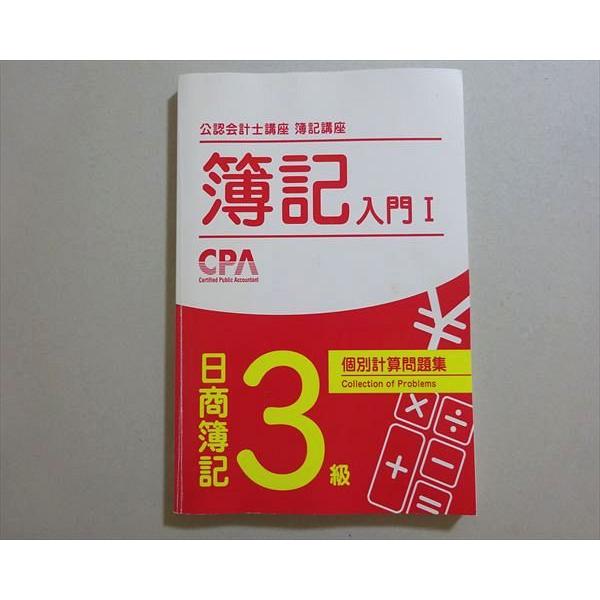 公認会計士講座 簿記講座
簿記入門 I
CPA
Certified Public Accountant
個別計算問題集
Collection of Problems
日商簿記
3級